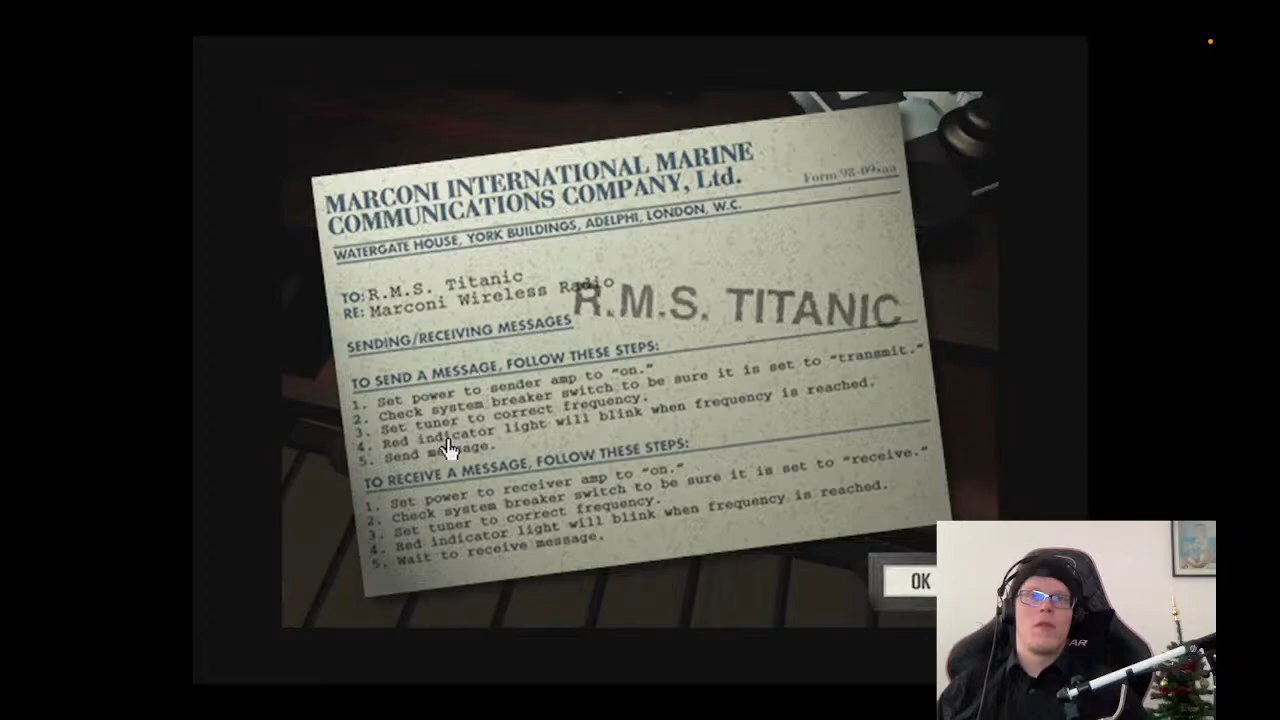 MARCONI INTERNATIONAL MARINE
COMMUNICATIONS COMPANY, Ltd.
Form 98-09saa
WATERGATE HOUSE, YORK BUILDINGS, ADELPHI, LONDON, W.C.
TO: R.M.S. Titanic
RE: Marconi Wireless Radio
R.M.S. TITANIC
SENDING/RECEIVING MESSAGES
TO SEND A MESSAGE, FOLLOW THESE STEPS:
1. Set power to sender amp to "on."
2. Check system breaker switch to be sure it is set to "transmit."
3. Set tuner to correct frequency.
4. Red indicator light will blink when frequency is reached.
5. Send message.
TO RECEIVE A MESSAGE, FOLLOW THESE STEPS:
1. Set power to receiver amp to "on."
2. Check system breaker switch to be sure it is set to "receive."
3. Set tuner to correct frequency.
4. Red indicator light will blink when frequency is reached.
5. Wait to receive message.
OK